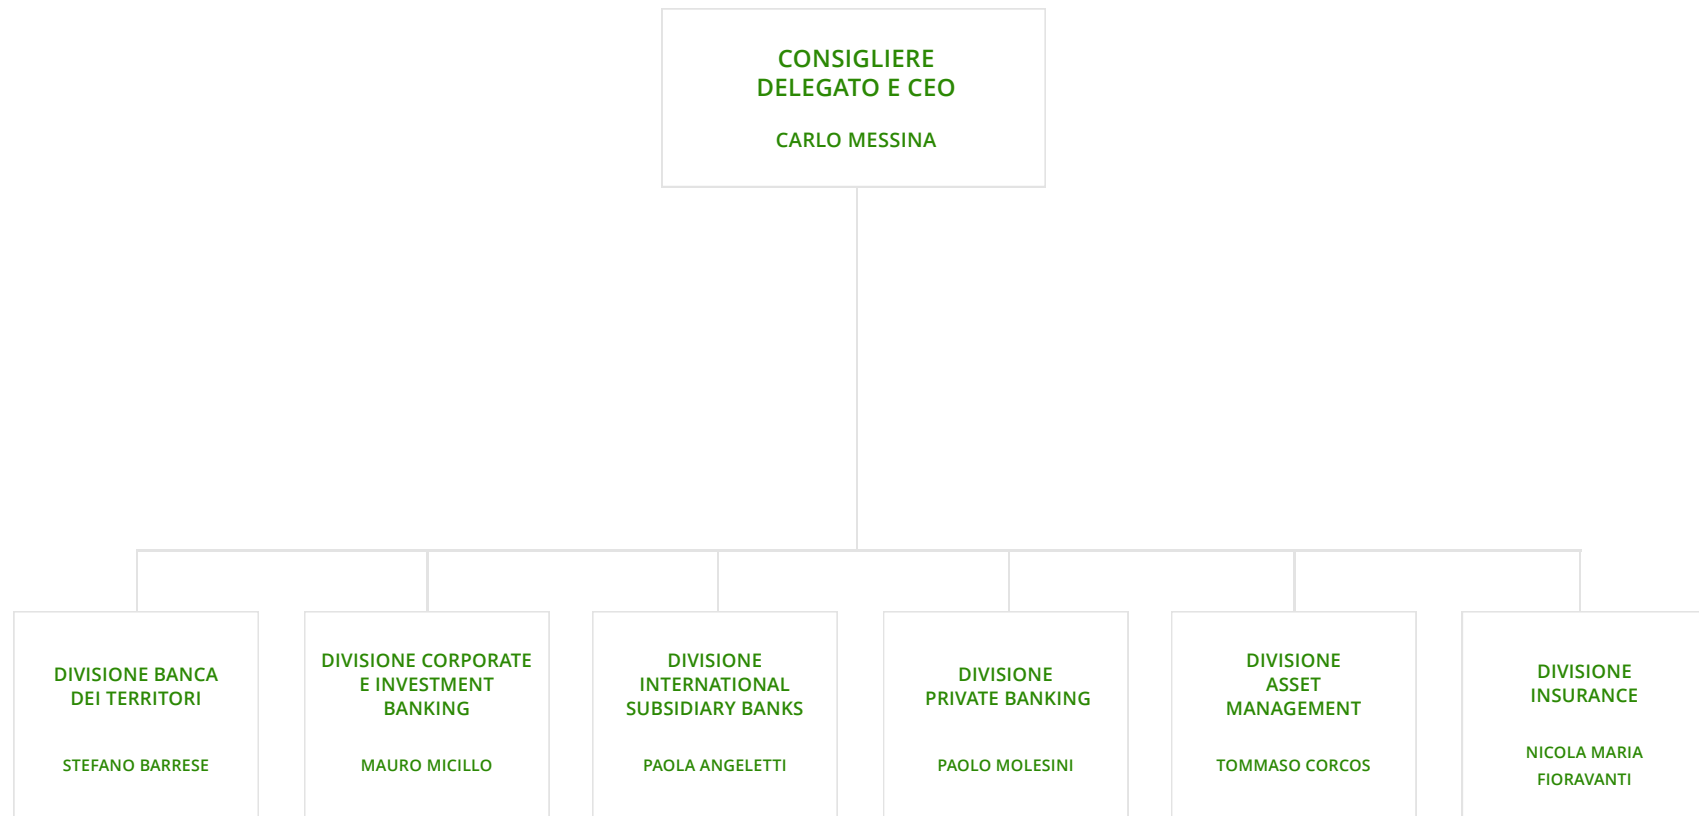 CONSIGLIERE
DELEGATO E CEO
CARLO MESSINA
DIVISIONE BANCA
DEI TERRITORI
STEFANO BARRESE
DIVISIONE CORPORATE
E INVESTMENT
BANKING
MAURO MICILLO
DIVISIONE
INTERNATIONAL
SUBSIDIARY BANKS
PAOLA ANGELETTI
DIVISIONE
PRIVATE BANKING
PAOLO MOLESINI
DIVISIONE
ASSET
MANAGEMENT
TOMMASO CORCOS
DIVISIONE
INSURANCE
NICOLA MARIA
FIORAVANTI